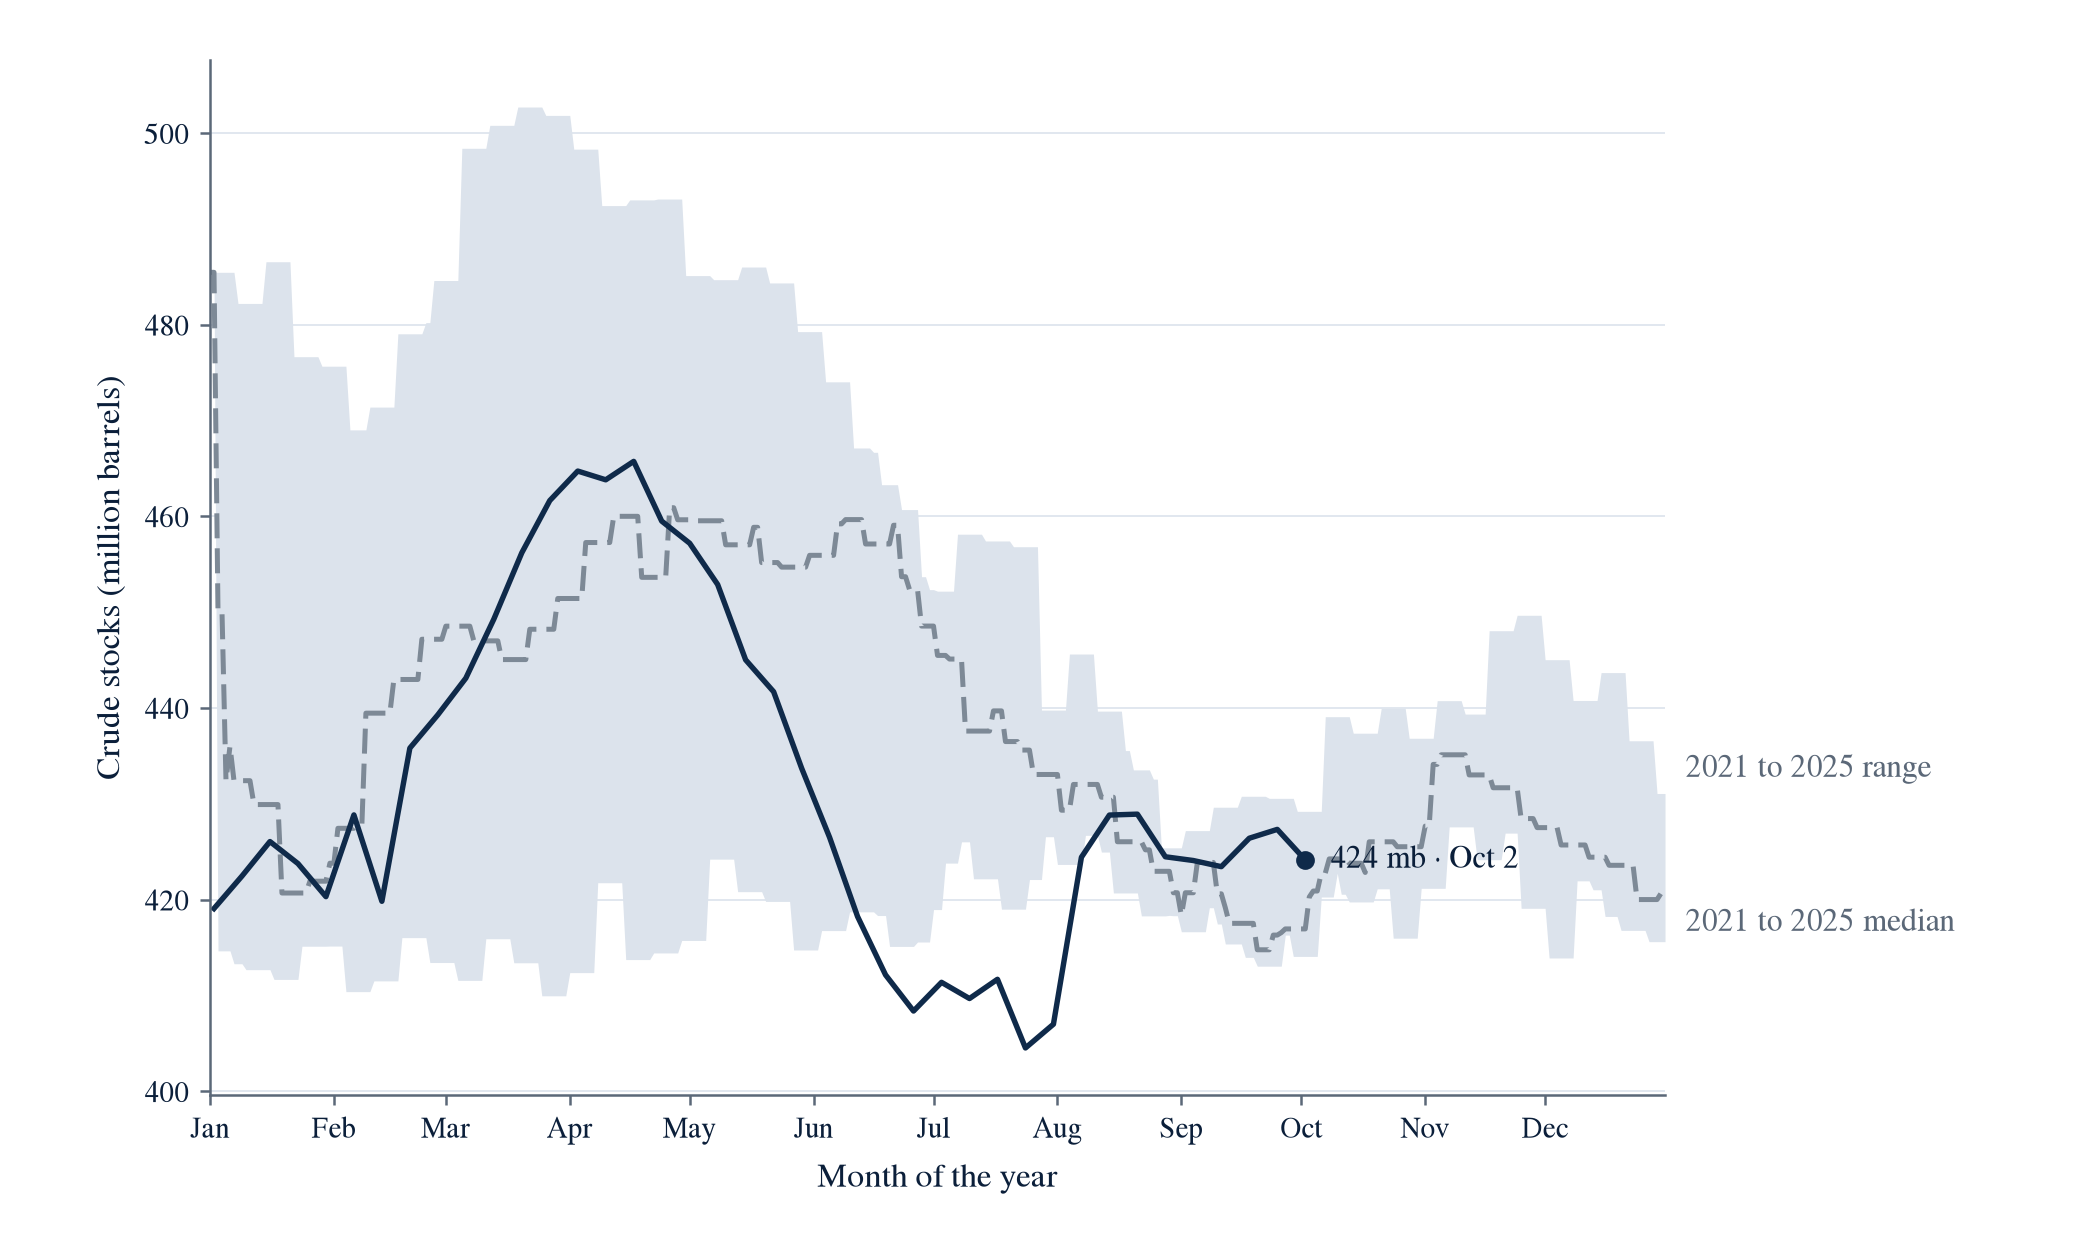 Crude stocks (million barrels)
500
480
460
440
420
400
424 mb · Oct 2
2021 to 2025 range
2021 to 2025 median
Jan Feb Mar Apr May Jun Jul Aug Sep Oct Nov Dec
Month of the year